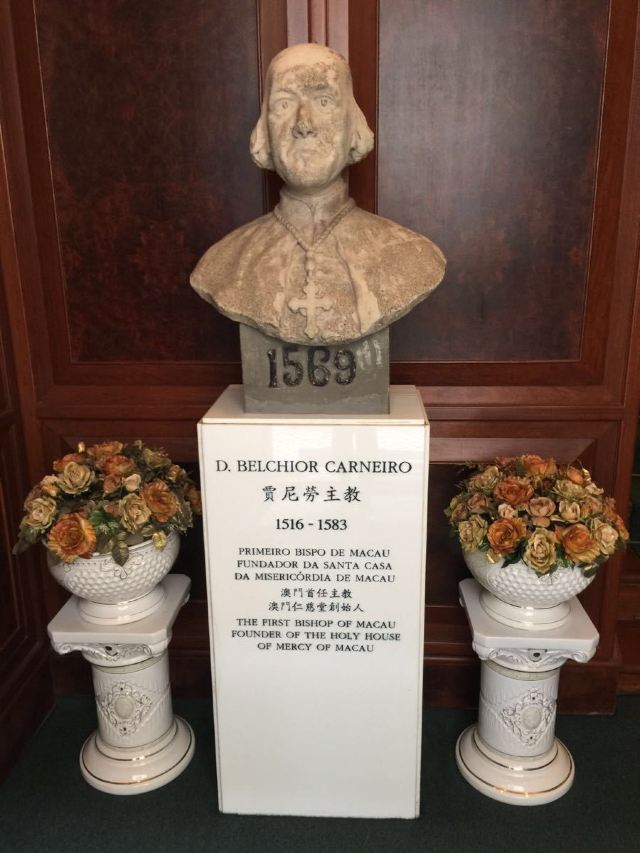 1569
D. BELCHIOR CARNEIRO
賈尼勞主教
1516 - 1583
PRIMEIRO BISPO DE MACAU
FUNDADOR DA SANTA CASA
DA MISERICÓRDIA DE MACAU
澳門首任主教
澳門仁慈堂創始人
THE FIRST BISHOP OF MACAU
FOUNDER OF THE HOLY HOUSE
OF MERCY OF MACAU